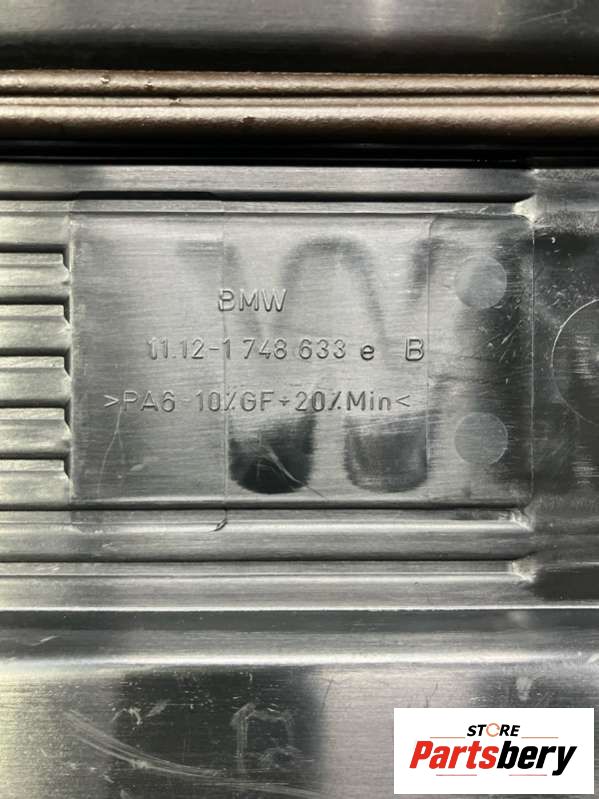 BMW
11.12-1 748 633 e B
>PA6-10%GF+20%Min<
STORE
Partsbery